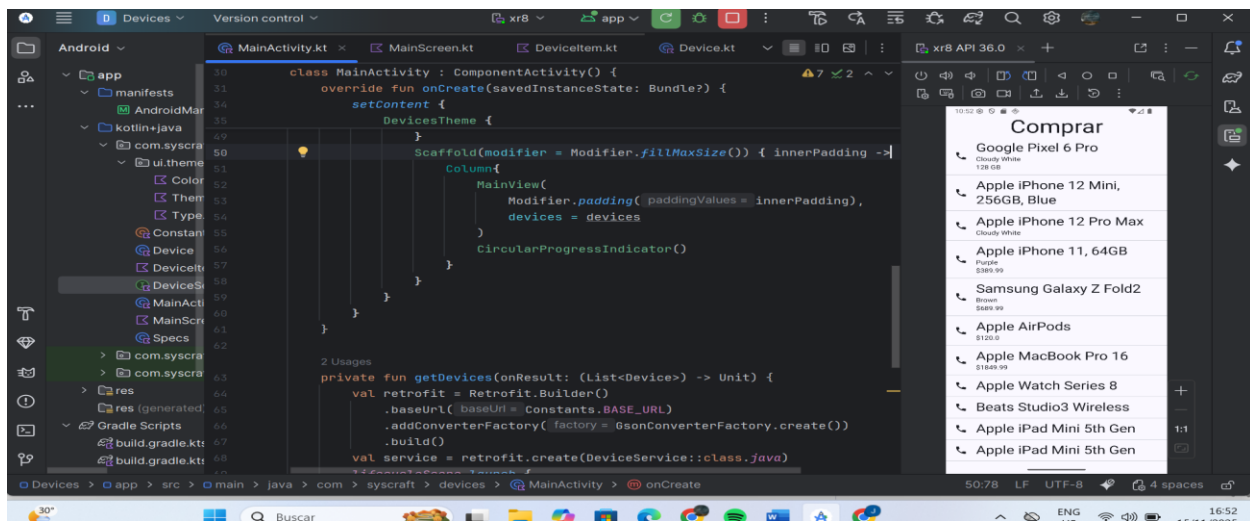 Devices
Version control
xr8
app
Android
MainActivity.kt
MainScreen.kt
DeviceItem.kt
Device.kt
xr8 API 36.0
app
manifests
AndroidMar
kotlin+java
com.syscra
ui.theme
Color
Them
Type.
Constan
Device
DeviceIte
DeviceSe
MainActi
MainScre
Specs
com.syscra
com.syscra
res
res (generated)
Gradle Scripts
build.gradle.kts
build.gradle.kts
7 2
30 class MainActivity : ComponentActivity() {
31 override fun onCreate(savedInstanceState: Bundle?) {
34 setContent {
35 DevicesTheme {
49 }
50 Scaffold(modifier = Modifier.fillMaxSize()) { innerPadding ->
51 Column{
52 MainView(
53 Modifier.padding( paddingValues = innerPadding),
54 devices = devices
55 )
56 CircularProgressIndicator()
57 }
58 }
59 }
60 }
61 }
62
2 Usages
63 private fun getDevices(onResult: (List<Device>) -> Unit) {
64 val retrofit = Retrofit.Builder()
65 .baseUrl( baseUrl = Constants.BASE_URL)
66 .addConverterFactory( factory = GsonConverterFactory.create())
67 .build()
68 val service = retrofit.create(DeviceService::class.java)
lifecycleScope.launch {
10:52
Comprar
Google Pixel 6 Pro
Cloudy White
128 GB
Apple iPhone 12 Mini,
256GB, Blue
Apple iPhone 12 Pro Max
Cloudy White
Apple iPhone 11, 64GB
Purple
$389.99
Samsung Galaxy Z Fold2
Brown
$689.99
Apple AirPods
$120.0
Apple MacBook Pro 16
$1849.99
Apple Watch Series 8
Beats Studio3 Wireless
Apple iPad Mini 5th Gen
Apple iPad Mini 5th Gen
1:1
Devices > app > src > main > java > com > syscraft > devices > MainActivity > onCreate
50:78 LF UTF-8 4 spaces
30°
Buscar
ENG
16:52